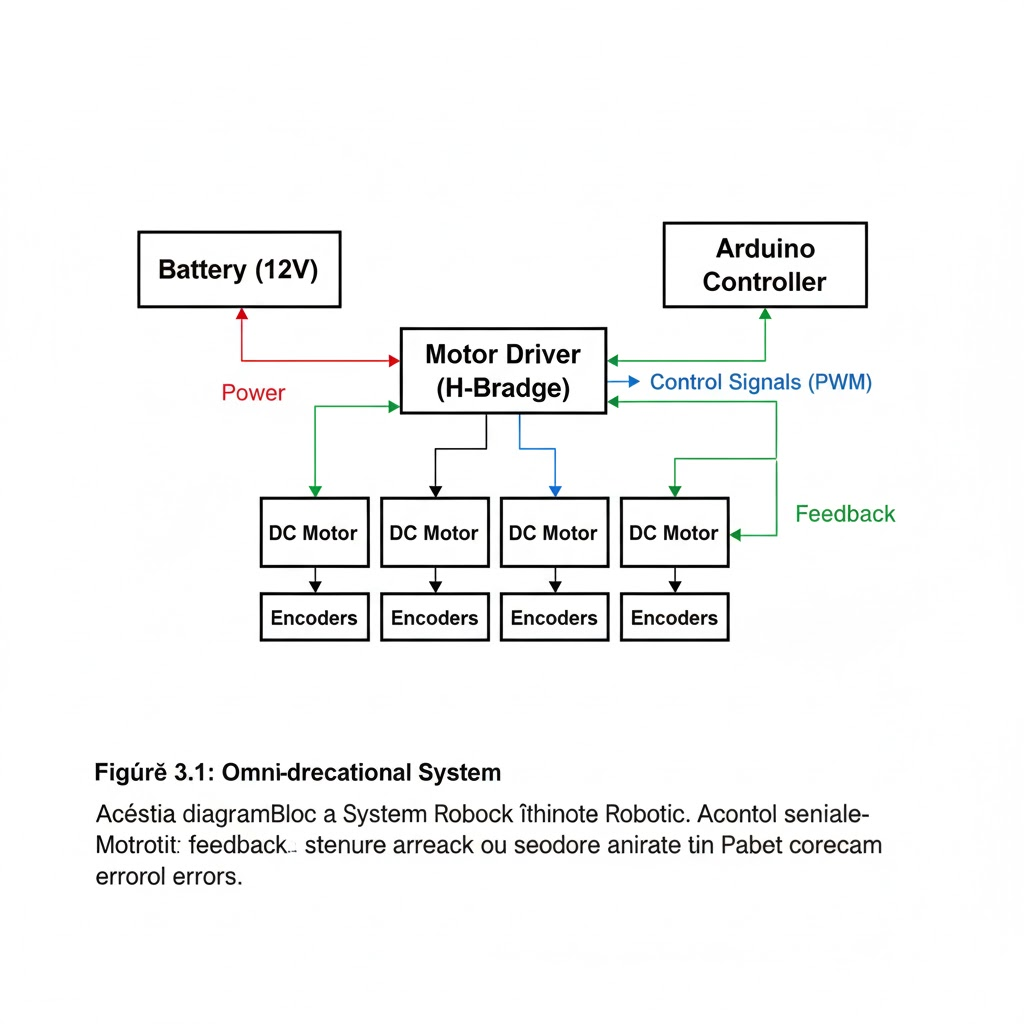 Battery (12V)
Arduino
Controller
Motor Driver
(H-Bradge)
Power
Control Signals (PWM)
Feedback
DC Motor
DC Motor
DC Motor
DC Motor
Encoders
Encoders
Encoders
Encoders
Figúrĕ 3.1: Omni-drecational System
Acéstia diagramBloc a System Robock îthinote Robotic. Acontol seniale-
Motrotit: feedback.. stenure arreack ou seodore anirate tin Pabet corecam
errorol errors.